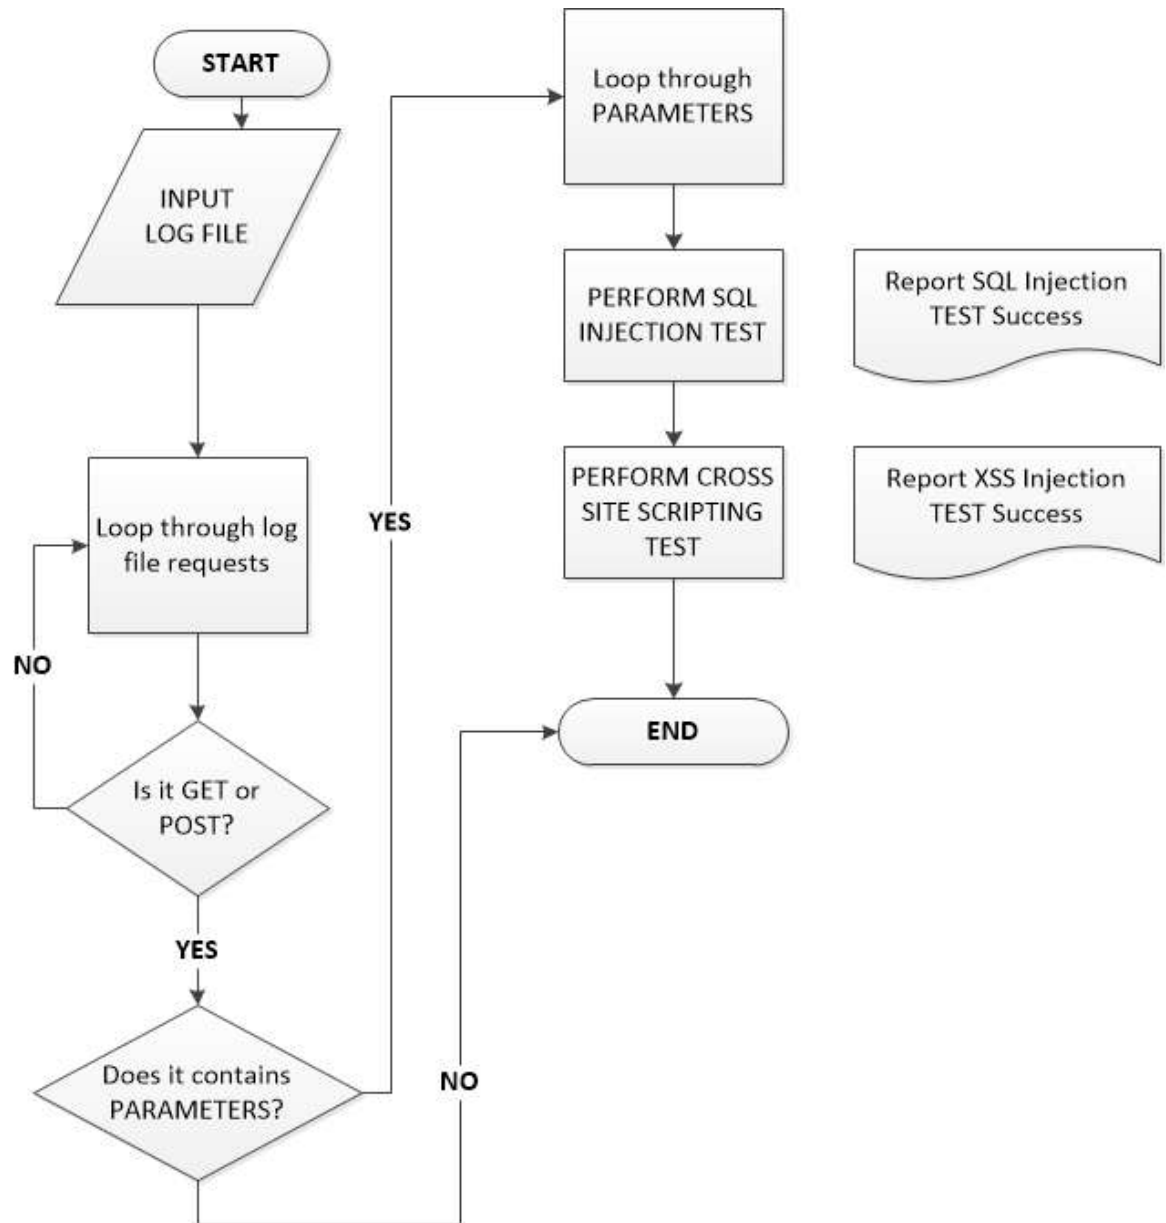 START
INPUT
LOG FILE
Loop through log
file requests
NO
Is it GET or
POST?
YES
Does it contains
PARAMETERS?
YES
NO
Loop through
PARAMETERS
PERFORM SQL
INJECTION TEST
Report SQL Injection
TEST Success
PERFORM CROSS
SITE SCRIPTING
TEST
Report XSS Injection
TEST Success
END